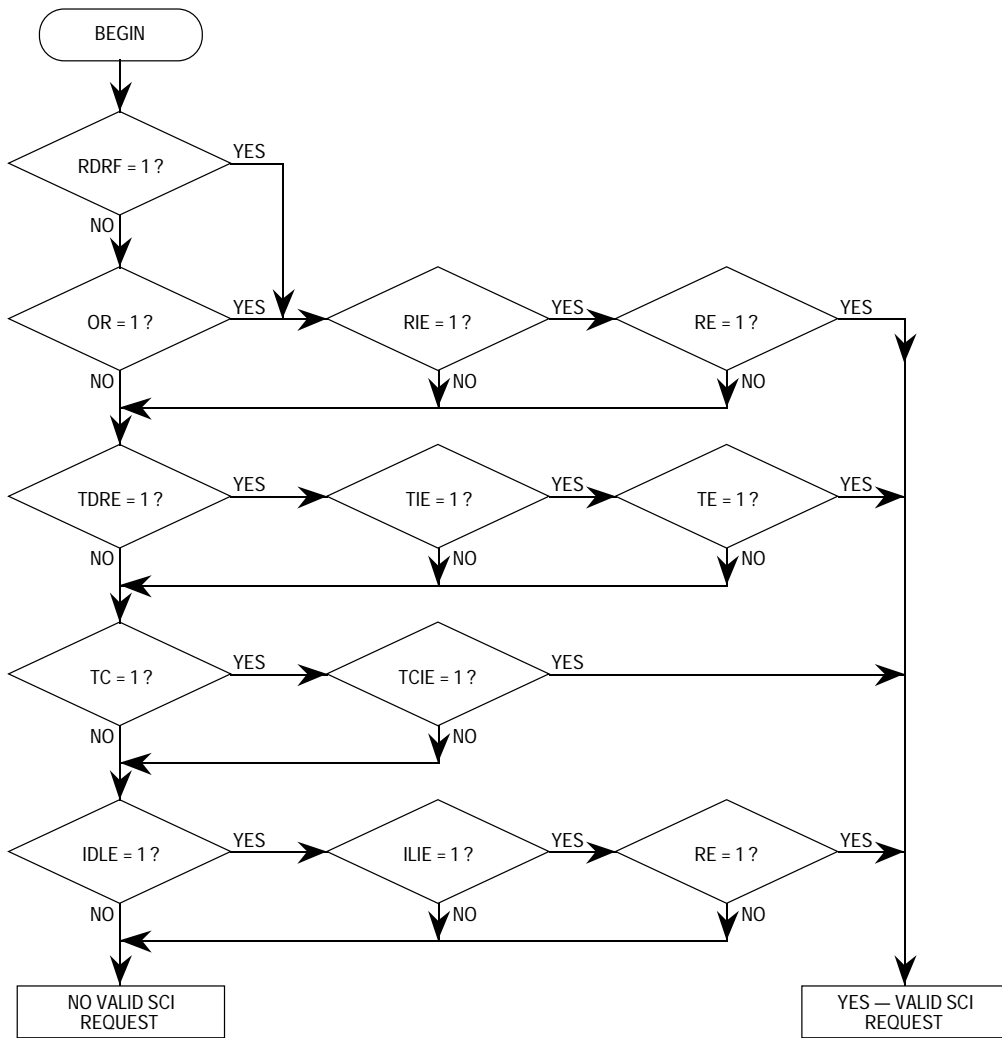 BEGIN
RDRF = 1 ?
YES
NO
OR = 1 ?
YES
RIE = 1 ?
YES
RE = 1 ?
YES
NO
NO
NO
TDRE = 1 ?
YES
TIE = 1 ?
YES
TE = 1 ?
YES
NO
NO
NO
TC = 1 ?
YES
TCIE = 1 ?
YES
NO
NO
IDLE = 1 ?
YES
ILIE = 1 ?
YES
RE = 1 ?
YES
NO
NO
NO
NO VALID SCI
REQUEST
YES — VALID SCI
REQUEST